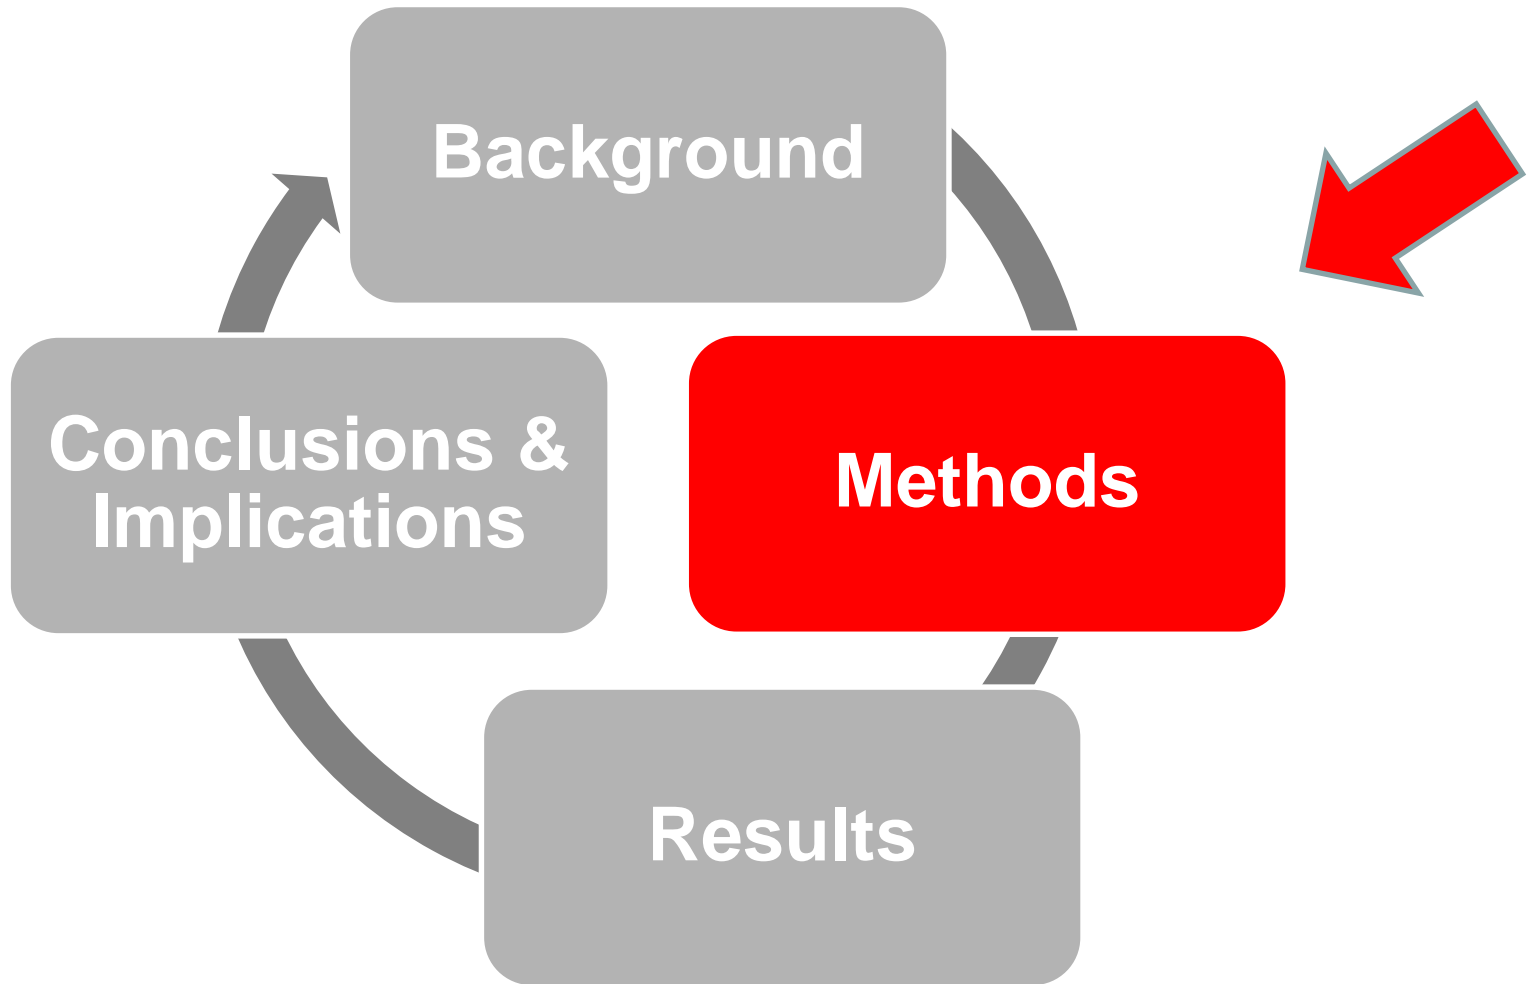 Background
Methods
Results
Conclusions &
Implications